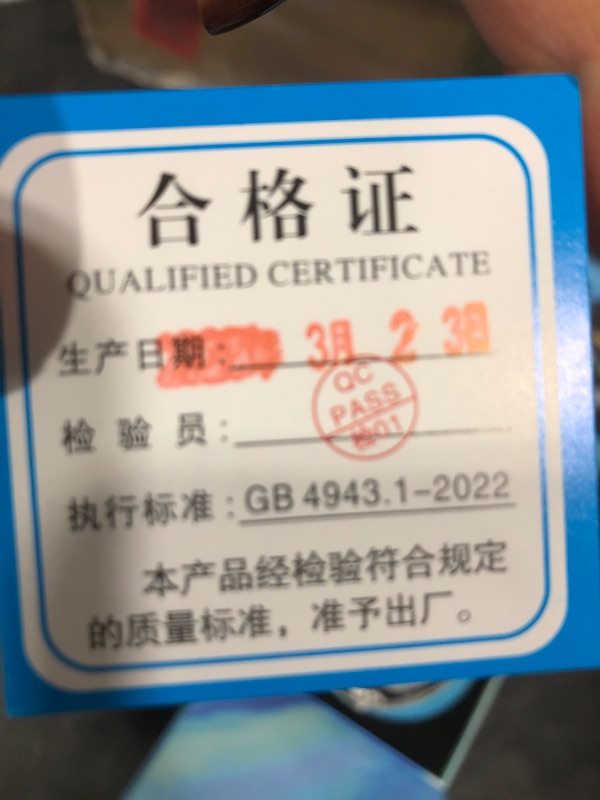 合格证
QUALIFIED CERTIFICATE
生产日期: 3月 2 3日
QC
PASS
01
检验员:
执行标准: GB 4943.1-2022
本产品经检验符合规定
的质量标准，准予出厂。